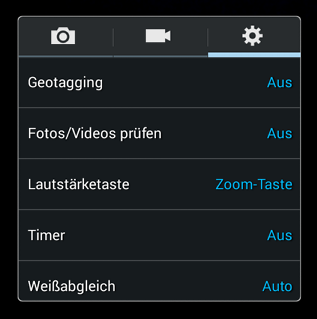 Geotagging Aus
Fotos/Videos prüfen Aus
Lautstärketaste Zoom-Taste
Timer Aus
Weißabgleich Auto